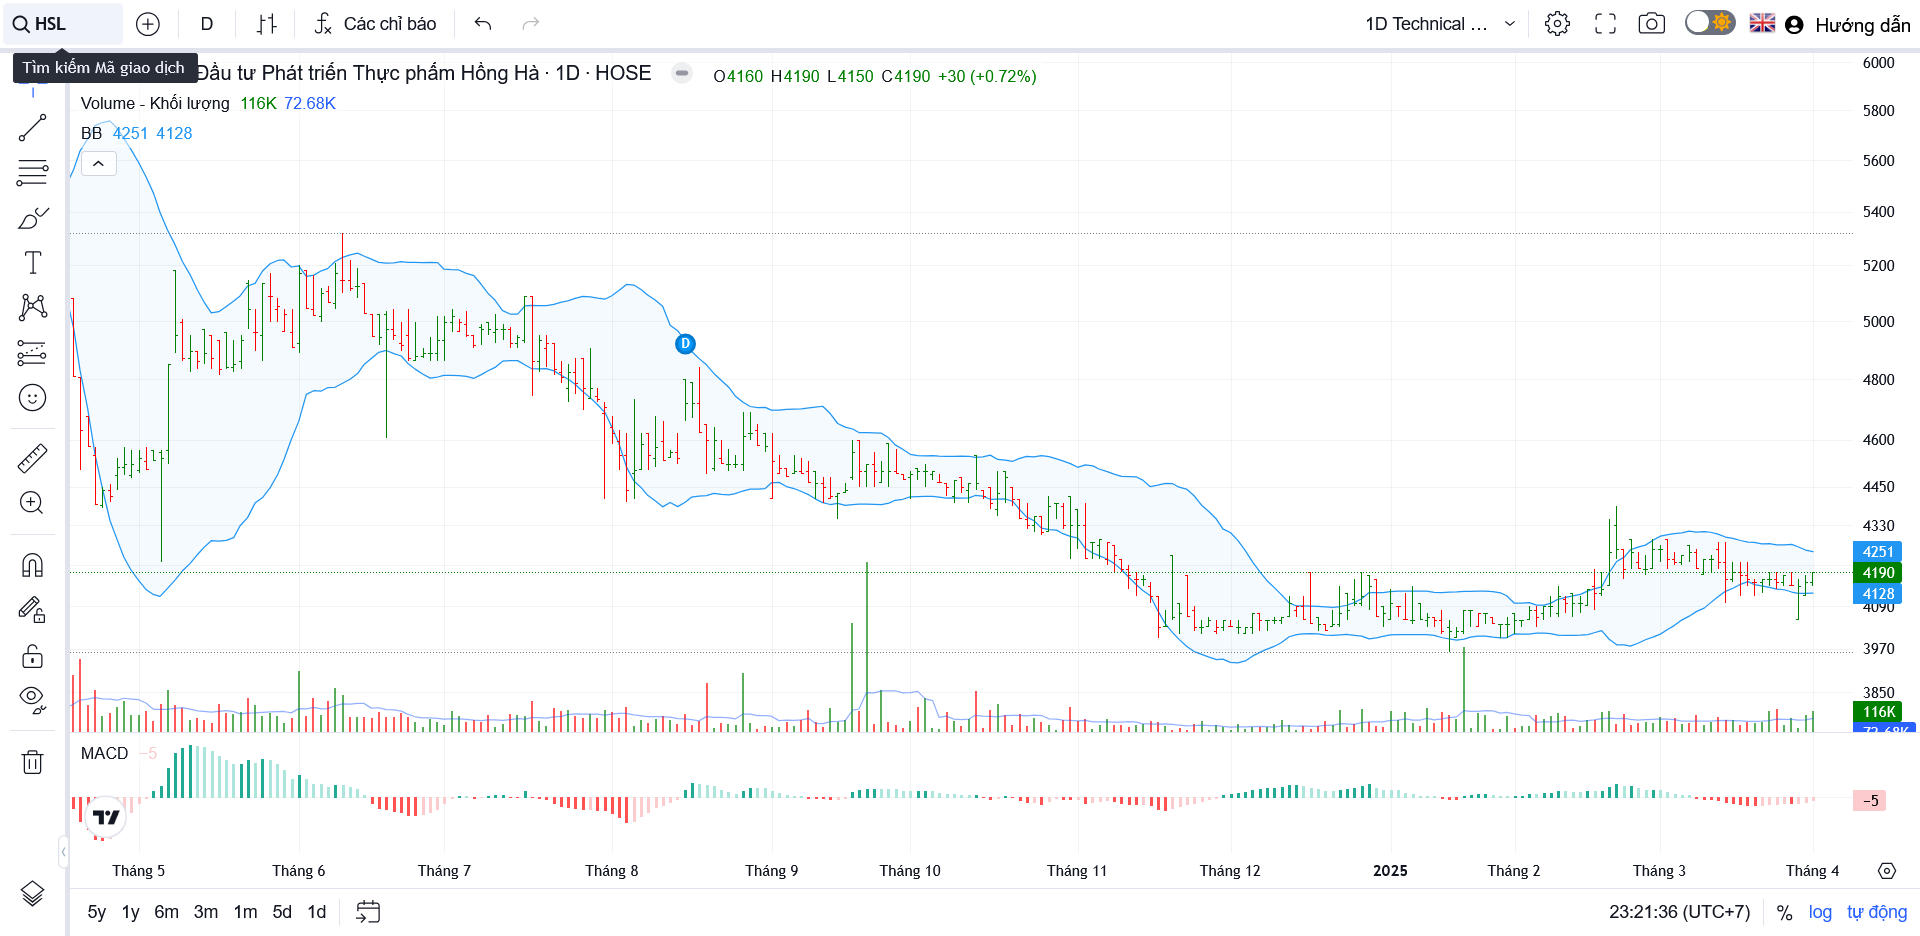 HSL
D
Các chỉ báo
1D Technical ...
Hướng dẫn
Tìm kiếm Mã giao dịch
Đầu tư Phát triển Thực phẩm Hồng Hà · 1D · HOSE
O4160 H4190 L4150 C4190 +30 (+0.72%)
Volume - Khối lượng 116K 72.68K
BB 4251 4128
D
6000
5800
5600
5400
5200
5000
4800
4600
4450
4330
4251
4190
4128
4090
3970
3850
116K
72.68K
MACD −5
−5
Tháng 5
Tháng 6
Tháng 7
Tháng 8
Tháng 9
Tháng 10
Tháng 11
Tháng 12
2025
Tháng 2
Tháng 3
Tháng 4
5y 1y 6m 3m 1m 5d 1d
23:21:36 (UTC+7)
% log tự động